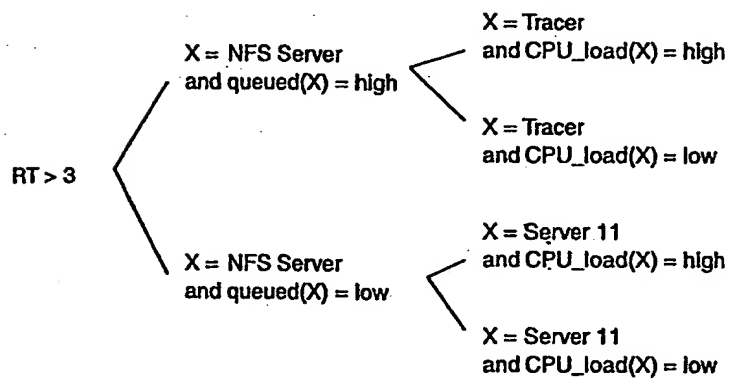 X = Tracer
and CPU_load(X) = high
X = NFS Server
and queued(X) = high
X = Tracer
and CPU_load(X) = low
RT > 3
X = Server 11
and CPU_load(X) = high
X = NFS Server
and queued(X) = low
X = Server 11
and CPU_load(X) = low